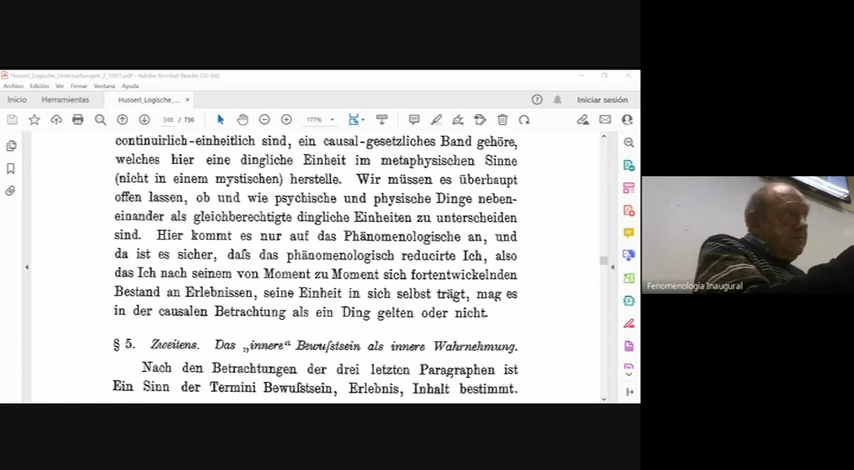 Husserl_Logische_Untersuchungen_2_1901.pdf - Adobe Acrobat Reader (32-bit)
Archivo Edición Ver Firmar Ventana Ayuda
Inicio Herramientas Husserl_Logische_... × Iniciar sesión
348 / 736 177%
continuirlich-einheitlich sind, ein causal-gesetzliches Band gehöre,
welches hier eine dingliche Einheit im metaphysischen Sinne
(nicht in einem mystischen) herstelle. Wir müssen es überhaupt
offen lassen, ob und wie psychische und physische Dinge neben-
einander als gleichberechtigte dingliche Einheiten zu unterscheiden
sind. Hier kommt es nur auf das Phänomenologische an, und
da ist es sicher, daſs das phänomenologisch reducirte Ich, also
das Ich nach seinem von Moment zu Moment sich fortentwickelnden
Bestand an Erlebnissen, seine Einheit in sich selbst trägt, mag es
in der causalen Betrachtung als ein Ding gelten oder nicht.
§ 5. Zweitens. Das „innere“ Bewuſstsein als innere Wahrnehmung.
Nach den Betrachtungen der drei letzten Paragraphen ist
Ein Sinn der Termini Bewuſstsein, Erlebnis, Inhalt bestimmt.
Fenomenología Inaugural